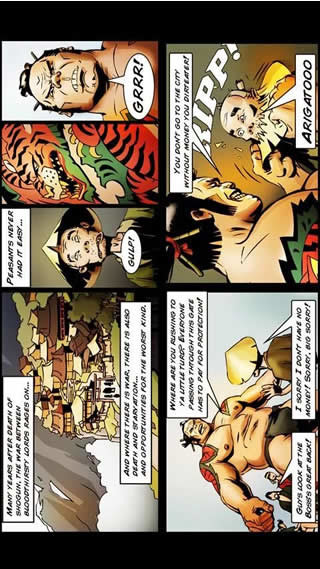 MANY YEARS AFTER DEATH OF
SHOGUN, THE WAR BETWEEN
BLOODTHIRSTY LORDS RAGES ON...
AND WHERE THERE IS WAR, THERE IS ALSO
DEATH AND STARVATION...
AND OPPORTUNITIES FOR THE WORST KIND.
PEASANTS NEVER
HAD IT EASY...
GULP!
GRRR!
WHERE ARE YOU RUSHING TO
LITTLE TURD? EVERYONE
PASSING THROUGH THIS GATE
HAS TO PAY FOR PROTECTION!
GUYS LOOK AT THE
BOSS'S GREAT BACK!
I SORRY! I DON'T HAVE NO
MONEY! SORRY, BIG SORRY!
YOU DON'T GO TO THE CITY
WITHOUT MONEY YOU DIRTEATER!
RIPP!
ARIGATOOO